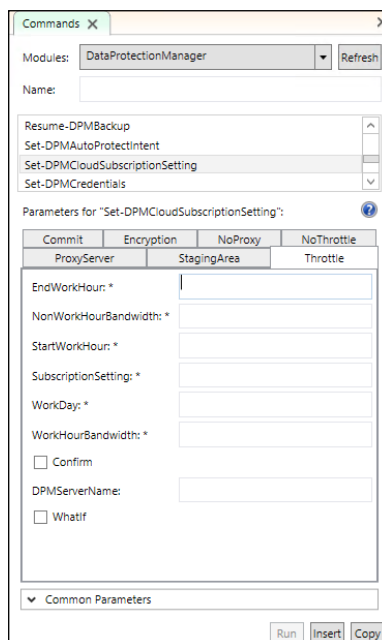 Commands
Modules: DataProtectionManager Refresh
Name:
Resume-DPMBackup
Set-DPMAutoProtectIntent
Set-DPMCloudSubscriptionSetting
Set-DPMCredentials
Parameters for "Set-DPMCloudSubscriptionSetting":
Commit Encryption NoProxy NoThrottle
ProxyServer StagingArea Throttle
EndWorkHour: *
NonWorkHourBandwidth: *
StartWorkHour: *
SubscriptionSetting: *
WorkDay: *
WorkHourBandwidth: *
Confirm
DPMServerName:
WhatIf
Common Parameters
Run Insert Copy